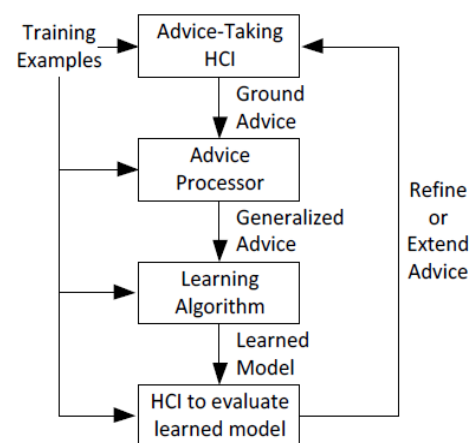 Training
Examples
Advice-Taking
HCI
Ground
Advice
Advice
Processor
Generalized
Advice
Refine
or
Extend
Advice
Learning
Algorithm
Learned
Model
HCI to evaluate
learned model